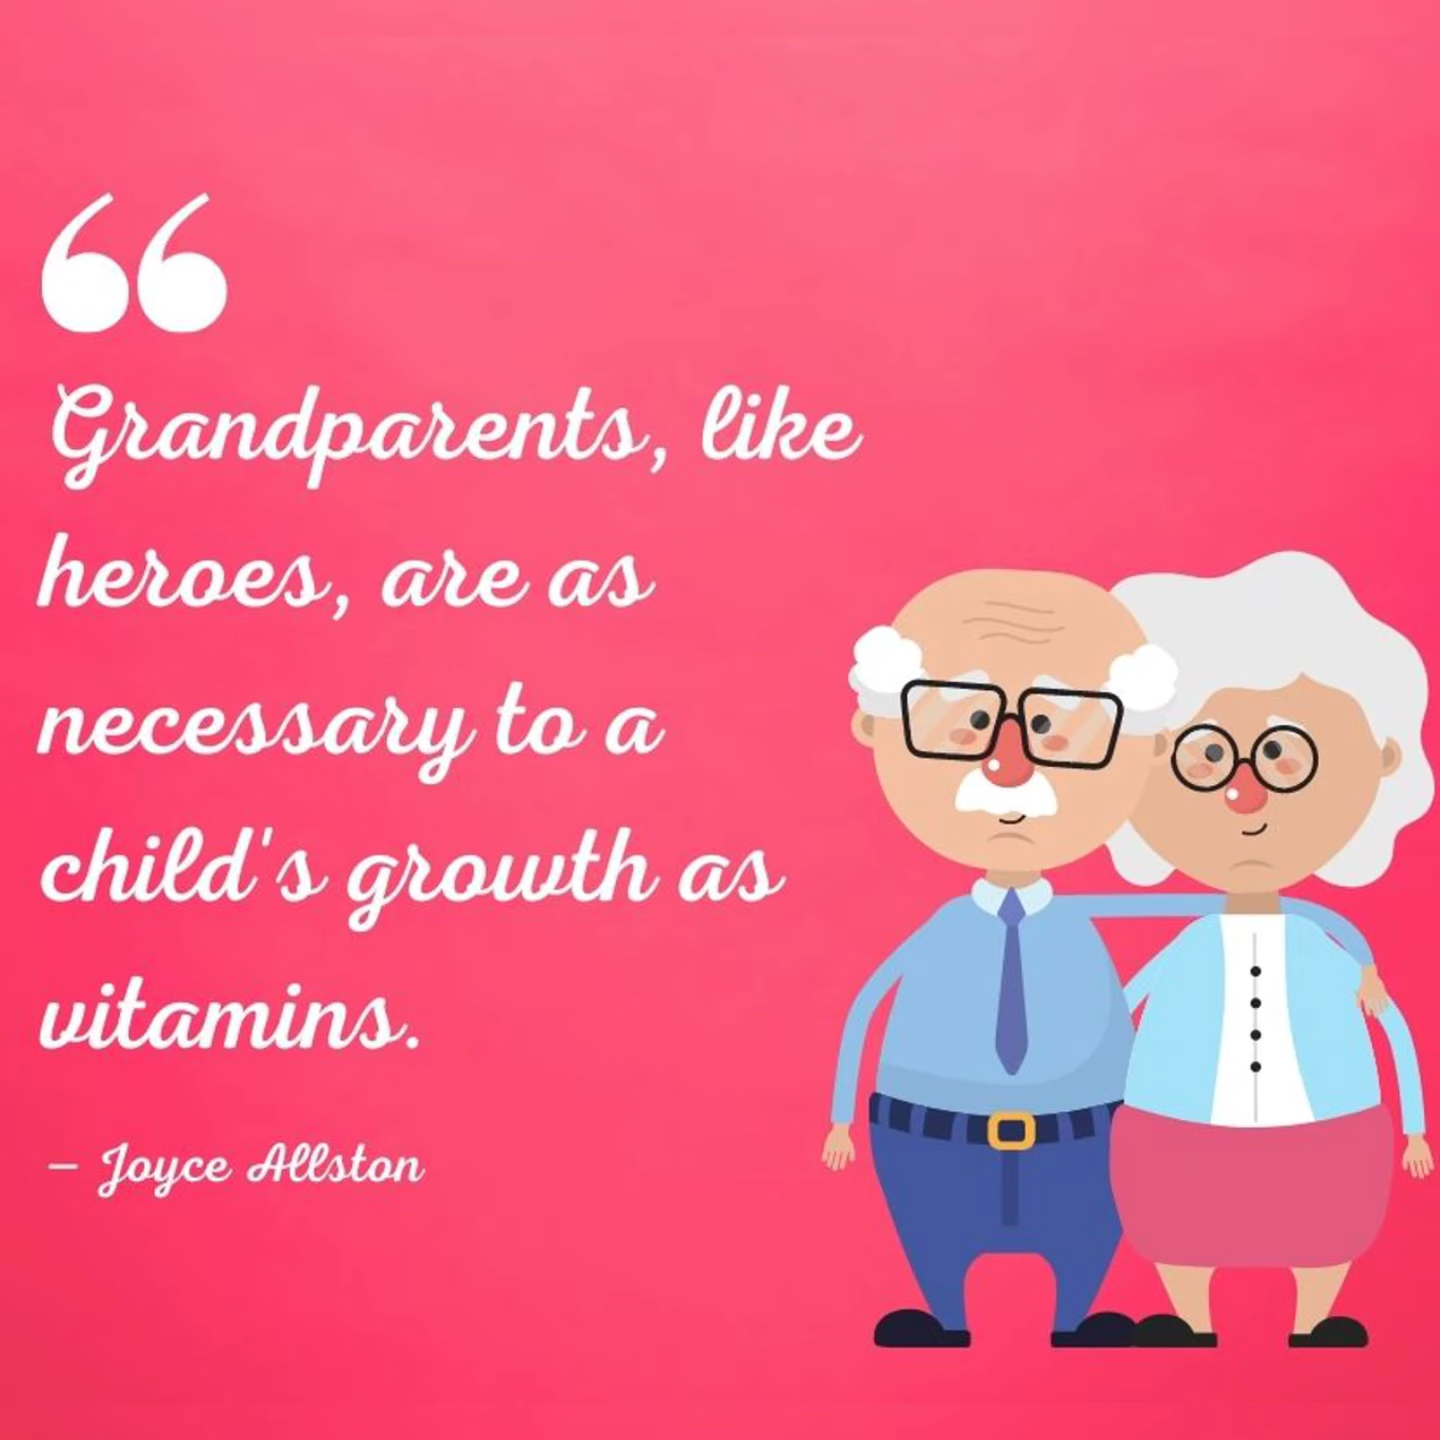 “
Grandparents, like
heroes, are as
necessary to a
child's growth as
vitamins.
– Joyce Allston